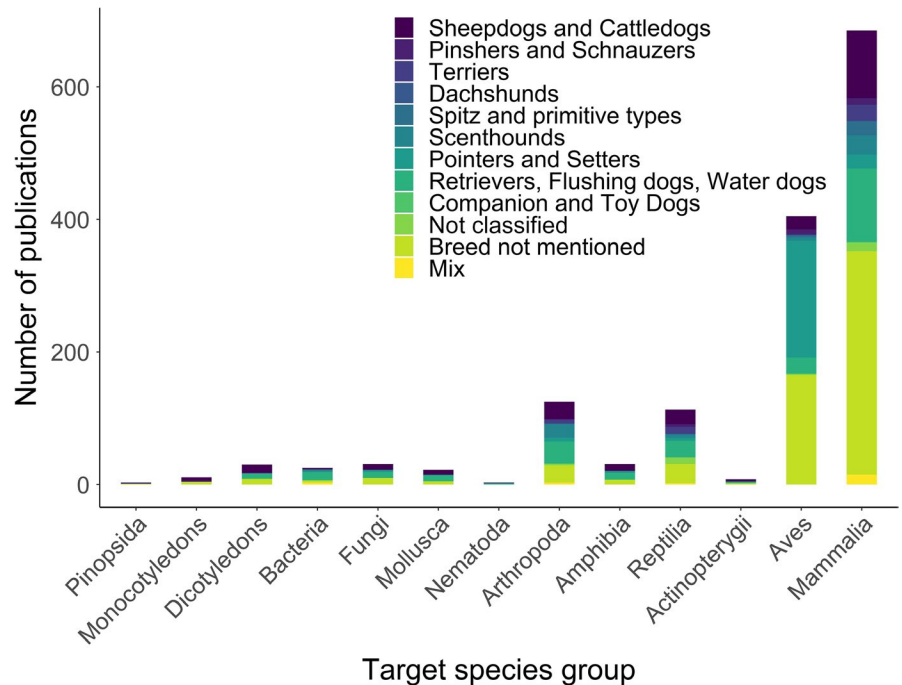 Sheepdogs and Cattledogs
Pinshers and Schnauzers
Terriers
Dachshunds
Spitz and primitive types
Scenthounds
Pointers and Setters
Retrievers, Flushing dogs, Water dogs
Companion and Toy Dogs
Not classified
Breed not mentioned
Mix
Number of publications
600
400
200
0
Pinopsida
Monocotyledons
Dicotyledons
Bacteria
Fungi
Mollusca
Nematoda
Arthropoda
Amphibia
Reptilia
Actinopterygii
Aves
Mammalia
Target species group